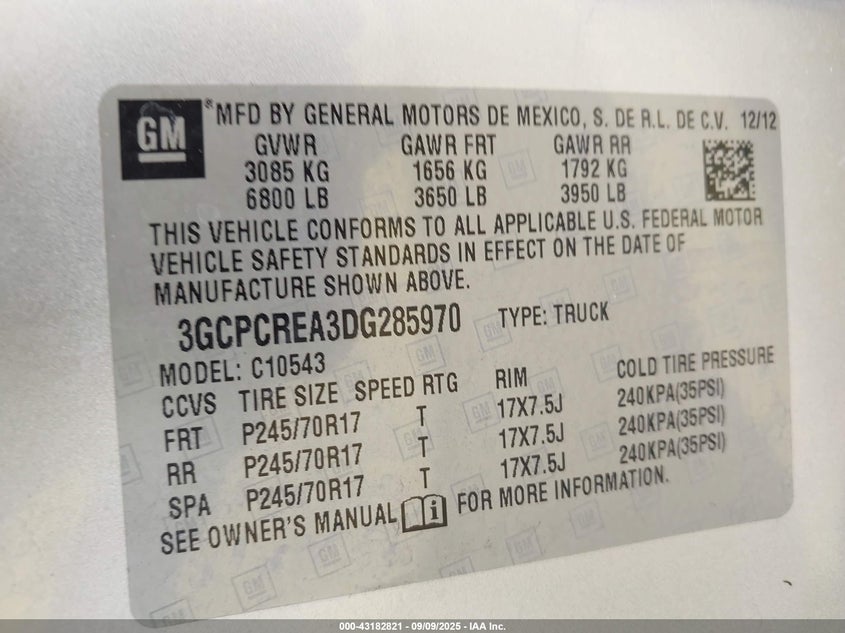 GM ® MFD BY GENERAL MOTORS DE MEXICO, S. DE R.L. DE C.V. 12/12
GVWR GAWR FRT GAWR RR
3085 KG 1656 KG 1792 KG
6800 LB 3650 LB 3950 LB
THIS VEHICLE CONFORMS TO ALL APPLICABLE U.S. FEDERAL MOTOR
VEHICLE SAFETY STANDARDS IN EFFECT ON THE DATE OF
MANUFACTURE SHOWN ABOVE.
3GCPCREA3DG285970 TYPE: TRUCK
MODEL: C10543
CCVS TIRE SIZE SPEED RTG RIM COLD TIRE PRESSURE
FRT P245/70R17 T 17X7.5J 240KPA(35PSI)
RR P245/70R17 T 17X7.5J 240KPA(35PSI)
SPA P245/70R17 T 17X7.5J 240KPA(35PSI)
SEE OWNER'S MANUAL FOR MORE INFORMATION.
000-43182821 - 09/09/2025 - IAA Inc.